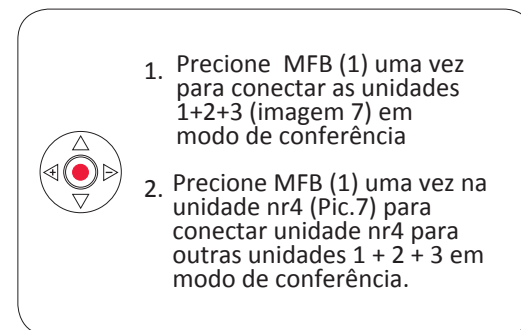 1. Precione MFB (1) uma vez
para conectar as unidades
1+2+3 (imagem 7) em
modo de conferência
2. Precione MFB (1) uma vez na
unidade nr4 (Pic.7) para
conectar unidade nr4 para
outras unidades 1 + 2 + 3 em
modo de conferência.